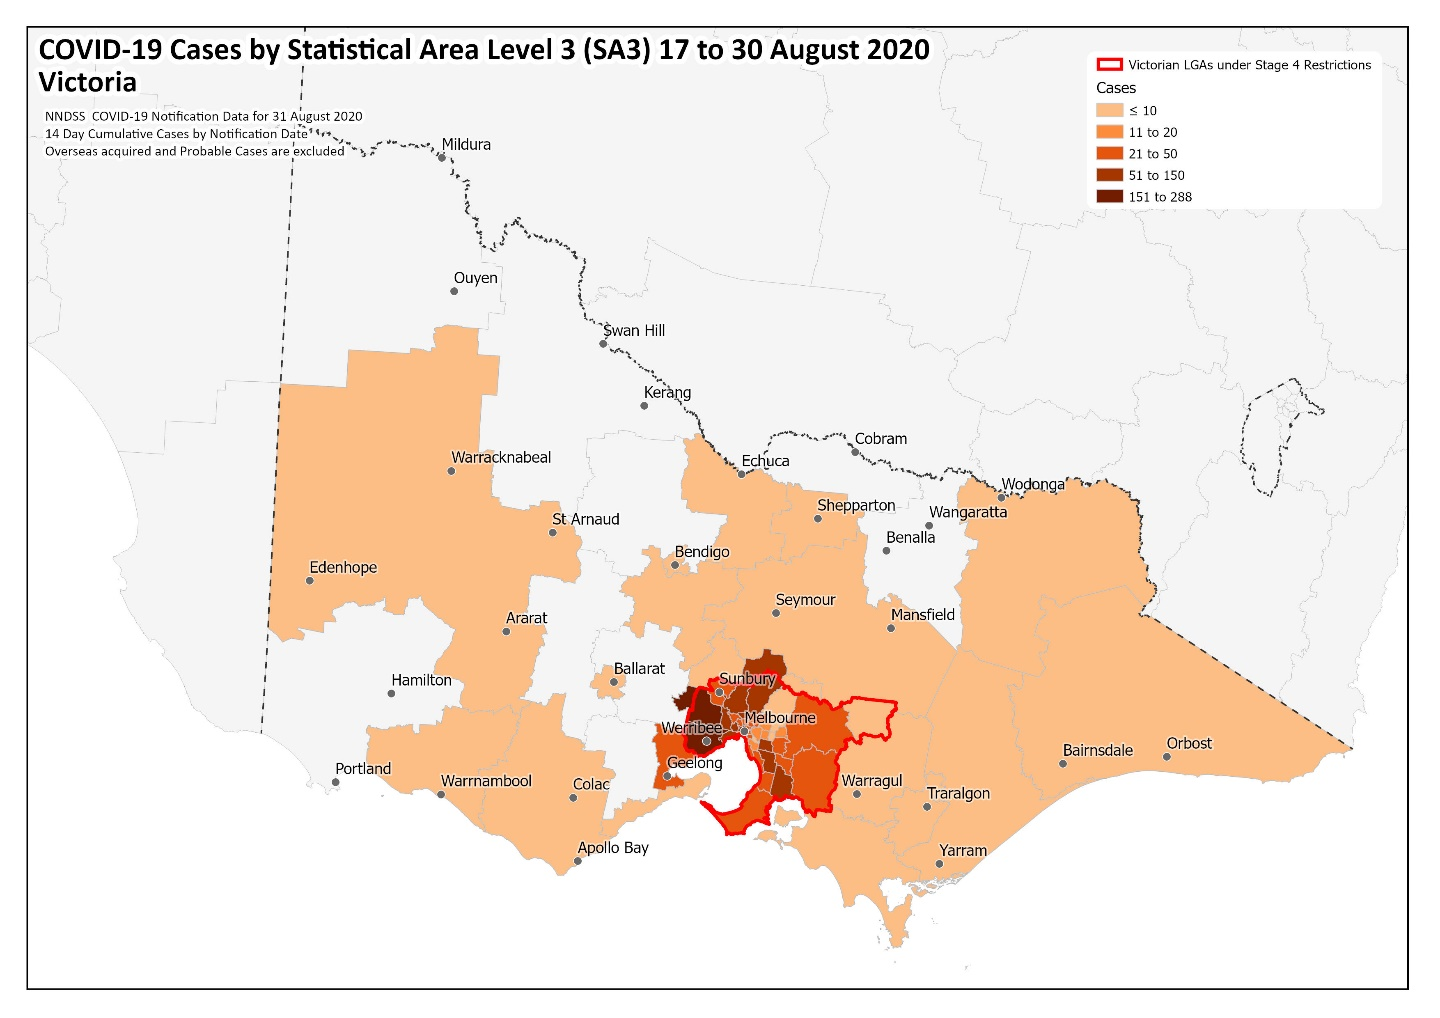 COVID-19 Cases by Statistical Area Level 3 (SA3) 17 to 30 August 2020
Victoria
NNDSS COVID-19 Notification Data for 31 August 2020
14 Day Cumulative Cases by Notification Date
Overseas acquired and Probable Cases are excluded
Victorian LGAs under Stage 4 Restrictions
Cases
≤ 10
11 to 20
21 to 50
51 to 150
151 to 288
Mildura
Ouyen
Swan Hill
Kerang
Cobram
Warracknabeal
Echuca
Wodonga
Shepparton
Wangaratta
St Arnaud
Benalla
Bendigo
Edenhope
Seymour
Ararat
Mansfield
Ballarat
Hamilton
Sunbury
Melbourne
Werribee
Orbost
Bairnsdale
Geelong
Portland
Warrnambool
Colac
Warragul
Traralgon
Apollo Bay
Yarram